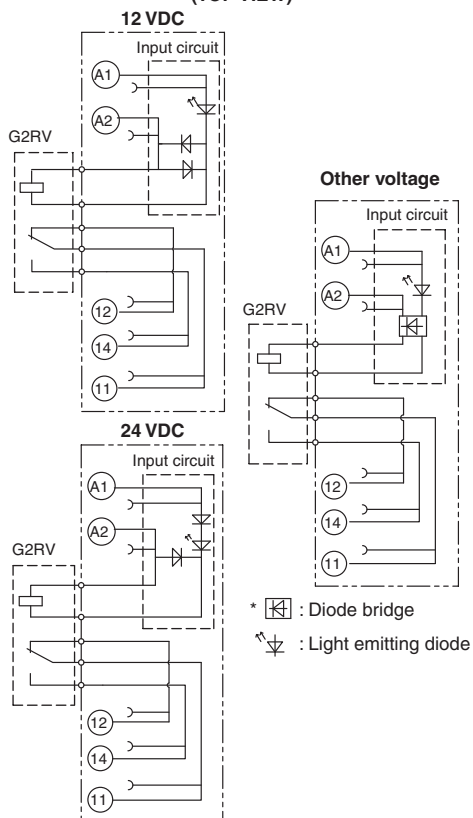 12 VDC
Input circuit
A1
A2
G2RV
12
14
11
24 VDC
Input circuit
A1
A2
G2RV
12
14
11
Other voltage
Input circuit
A1
A2
G2RV
12
14
11
* : Diode bridge
: Light emitting diode